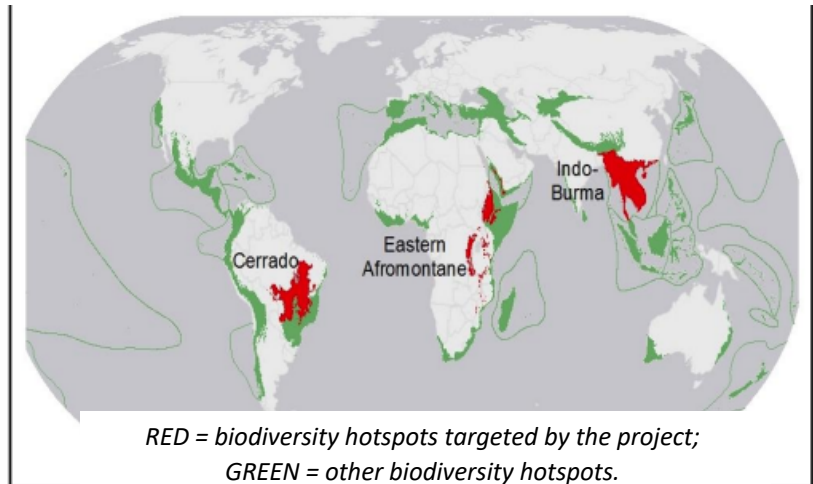 Indo-
Burma
Eastern
Afromontane
Cerrado
RED = biodiversity hotspots targeted by the project;
GREEN = other biodiversity hotspots.